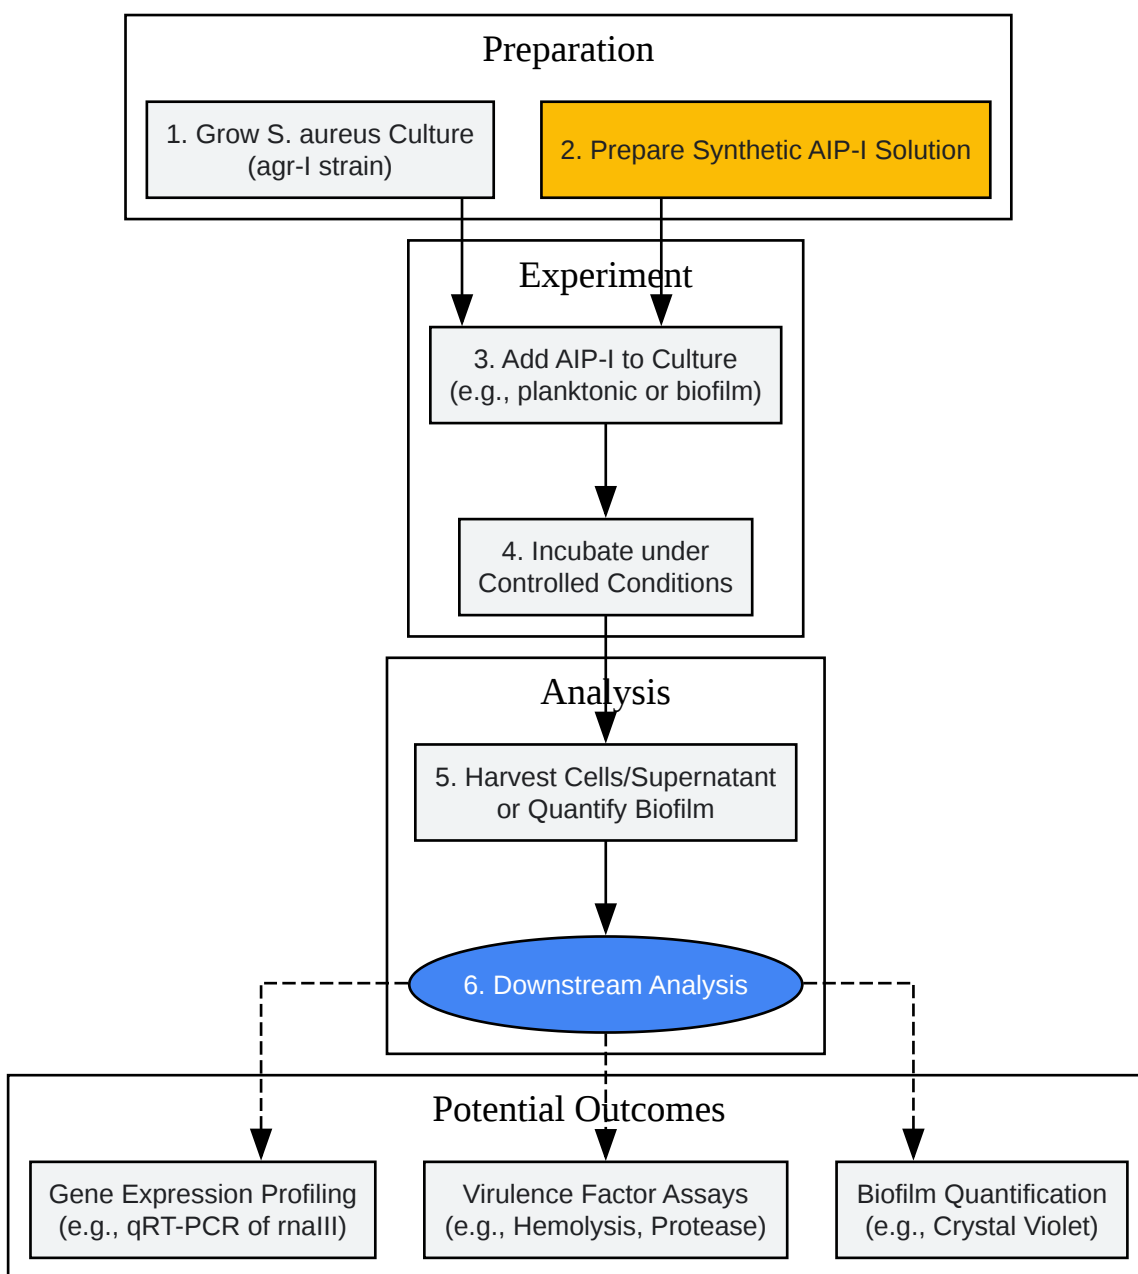 Preparation
1. Grow S. aureus Culture
(agr-I strain)
2. Prepare Synthetic AIP-I Solution
Experiment
3. Add AIP-I to Culture
(e.g., planktonic or biofilm)
4. Incubate under
Controlled Conditions
Analysis
5. Harvest Cells/Supernatant
or Quantify Biofilm
6. Downstream Analysis
Potential Outcomes
Gene Expression Profiling
(e.g., qRT-PCR of rnaIII)
Virulence Factor Assays
(e.g., Hemolysis, Protease)
Biofilm Quantification
(e.g., Crystal Violet)